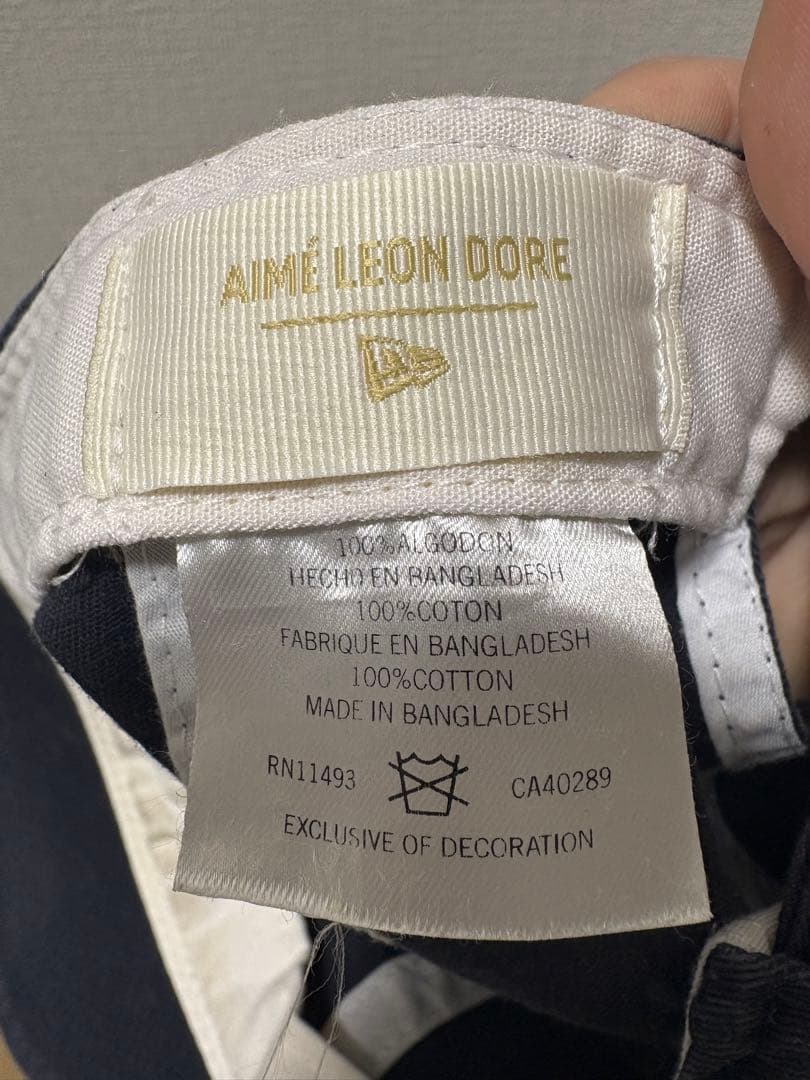 AIMÉ LEON DORE
100%ALGODON
HECHO EN BANGLADESH
100%COTON
FABRIQUE EN BANGLADESH
100%COTTON
MADE IN BANGLADESH
RN11493 CA40289
EXCLUSIVE OF DECORATION